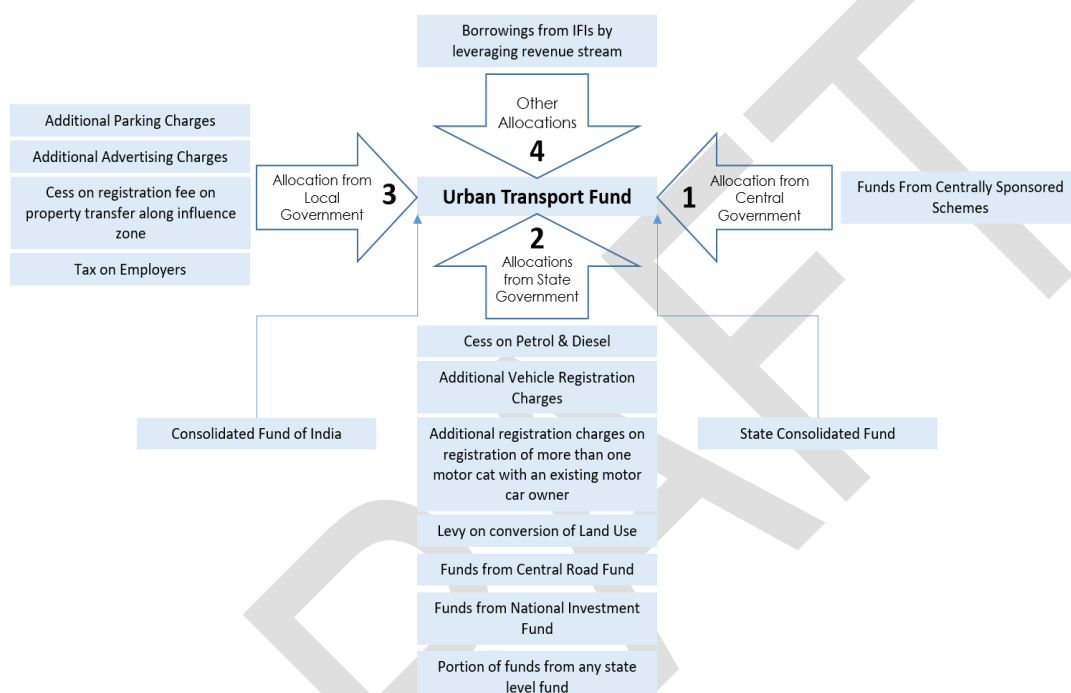 Borrowings from IFIs by
leveraging revenue stream
Other
Allocations
4
Additional Parking Charges
Additional Advertising Charges
Cess on registration fee on
property transfer along influence
zone
Tax on Employers
Allocation from
Local
Government
3
Urban Transport Fund
1
Allocation from
Central
Government
Funds From Centrally Sponsored
Schemes
2
Allocations
from State
Government
Cess on Petrol & Diesel
Additional Vehicle Registration
Charges
Additional registration charges on
registration of more than one
motor cat with an existing motor
car owner
Levy on conversion of Land Use
Funds from Central Road Fund
Funds from National Investment
Fund
Portion of funds from any state
level fund
Consolidated Fund of India
State Consolidated Fund
DRAFT